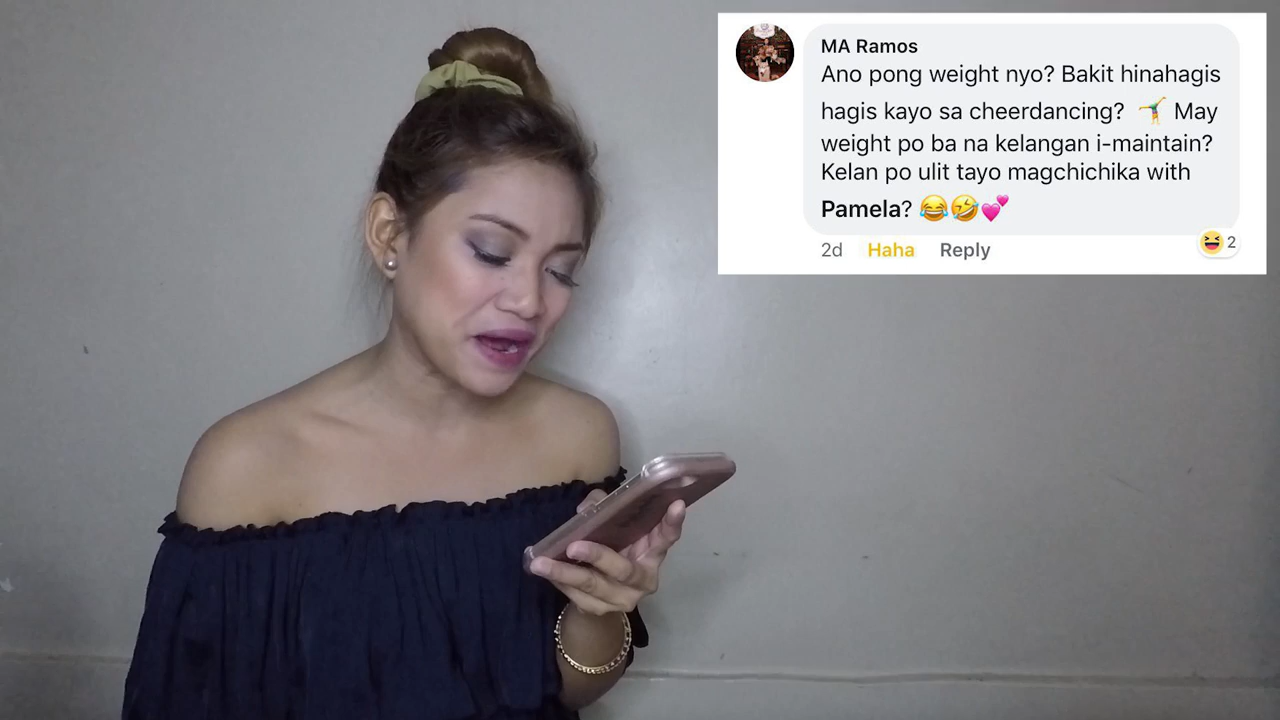 MA Ramos
Ano pong weight nyo? Bakit hinahagis
hagis kayo sa cheerdancing? 🤸 May
weight po ba na kelangan i-maintain?
Kelan po ulit tayo magchichika with
Pamela? 😂🤣💕
2d Haha Reply 😆 2